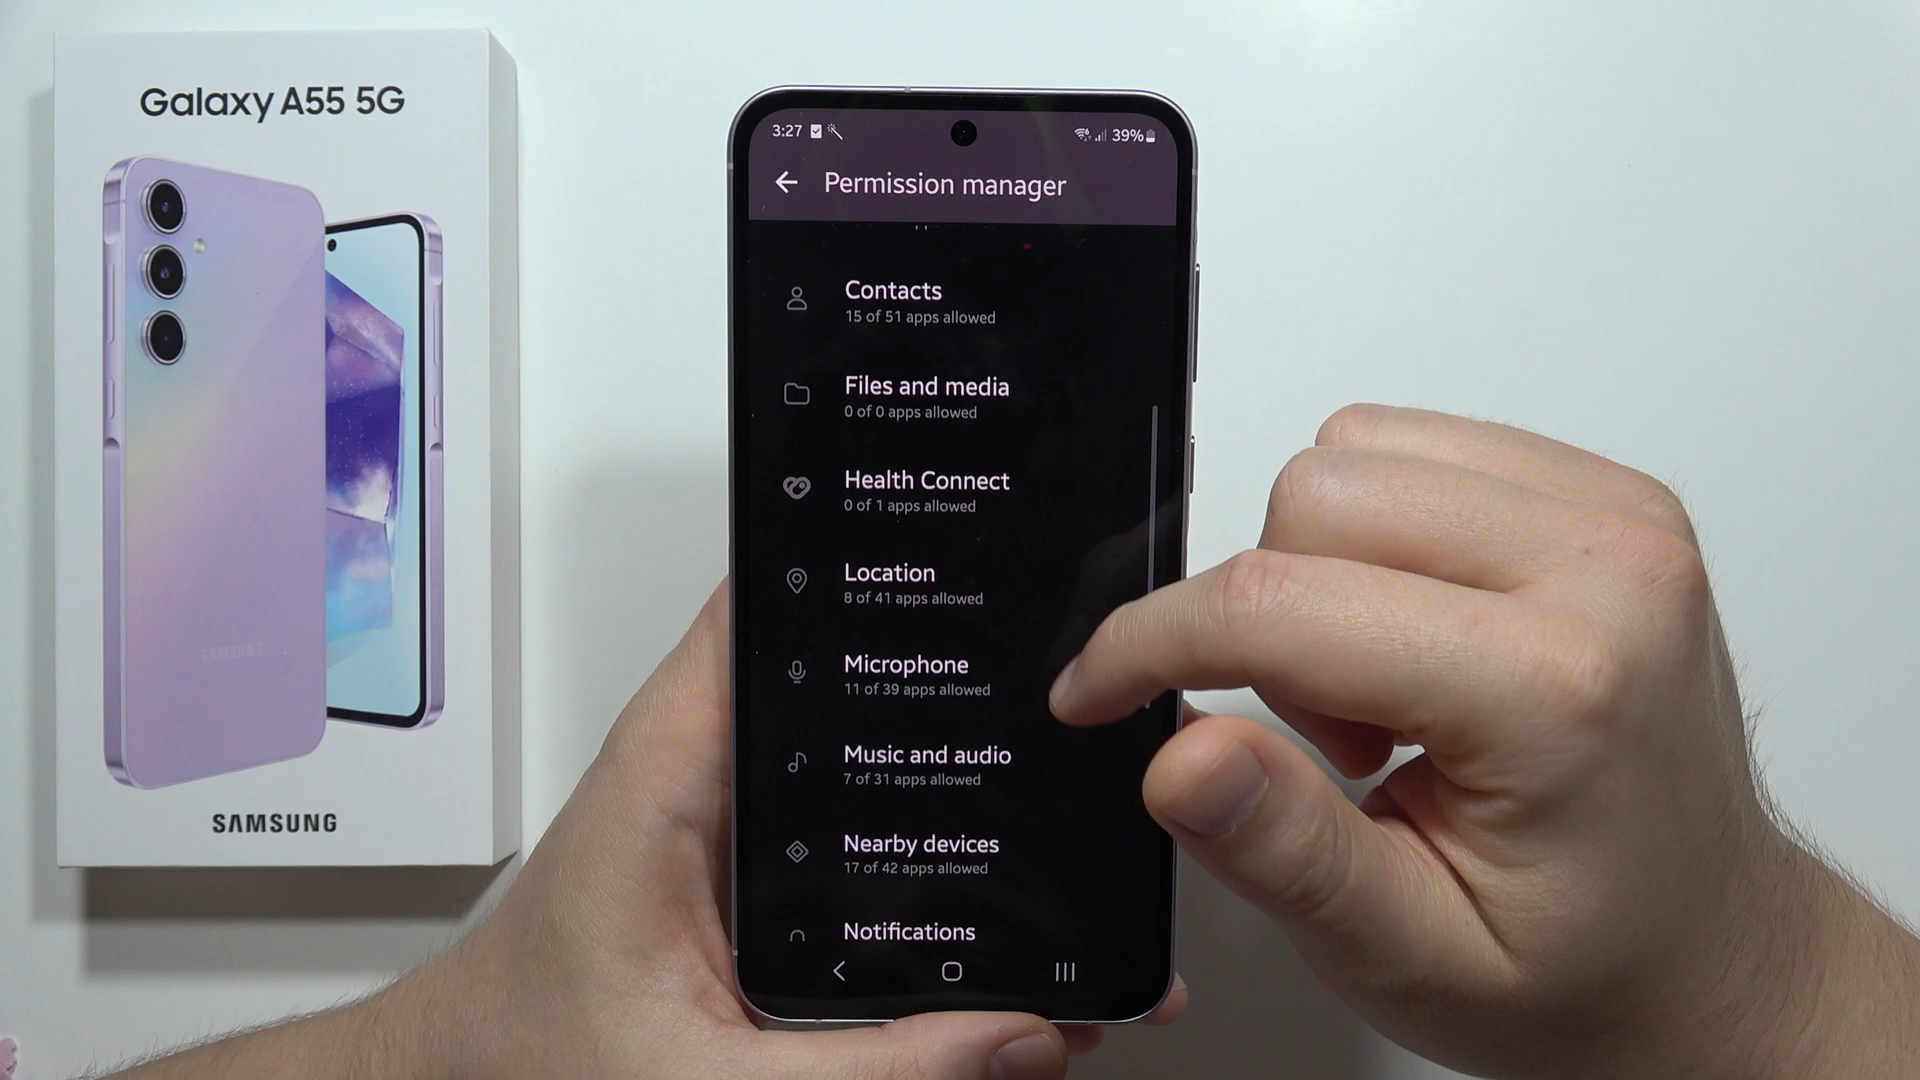 Galaxy A55 5G
SAMSUNG
SAMSUNG
3:27
39%
Permission manager
Contacts
15 of 51 apps allowed
Files and media
0 of 0 apps allowed
Health Connect
0 of 1 apps allowed
Location
8 of 41 apps allowed
Microphone
11 of 39 apps allowed
Music and audio
7 of 31 apps allowed
Nearby devices
17 of 42 apps allowed
Notifications